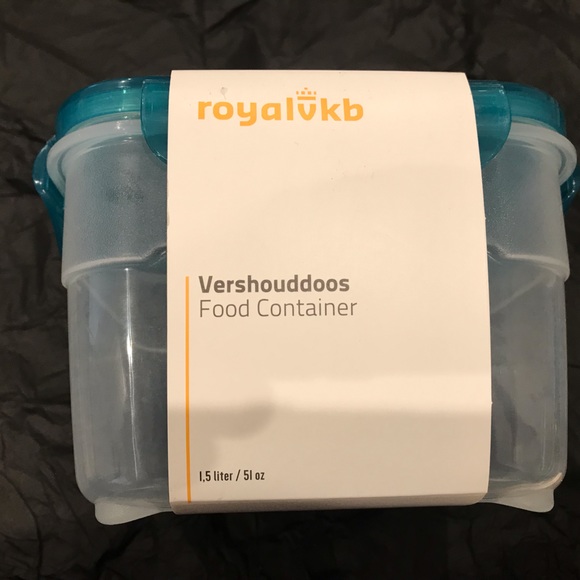 royalvkb
Vershouddoos
Food Container
1,5 liter / 51 oz